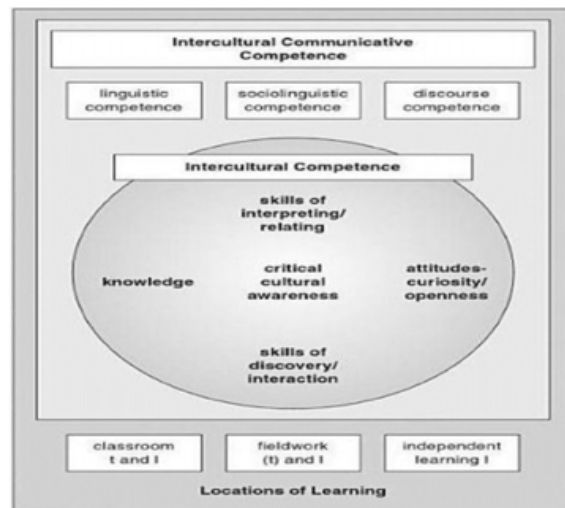 Intercultural Communicative
Competence
linguistic
competence
sociolinguistic
competence
discourse
competence
Intercultural Competence
skills of
interpreting/
relating
knowledge
critical
cultural
awareness
attitudes-
curiosity/
openness
skills of
discovery/
interaction
classroom
t and l
fieldwork
(t) and l
independent
learning l
Locations of Learning